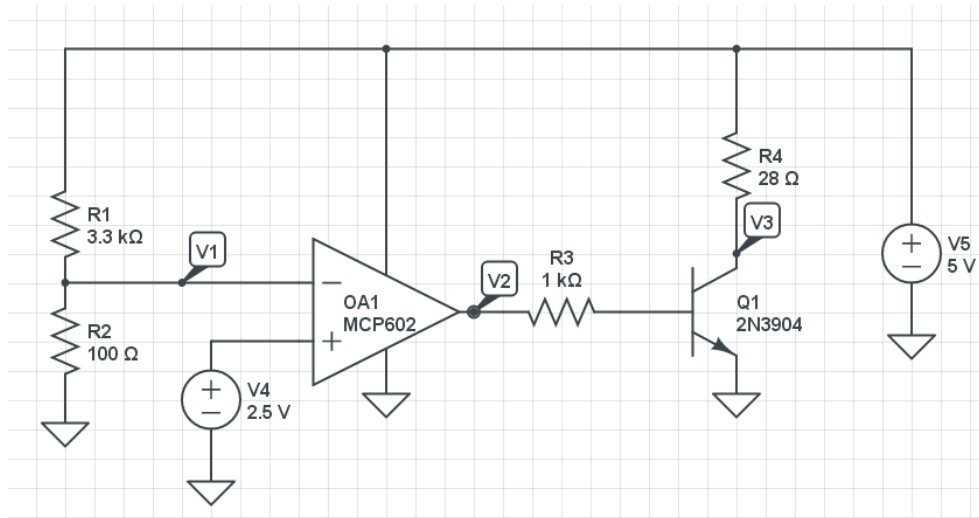 R4
28 Ω
V3
R1
3.3 kΩ
V1
V5
5 V
R3
1 kΩ
V2
OA1
MCP602
Q1
2N3904
R2
100 Ω
V4
2.5 V